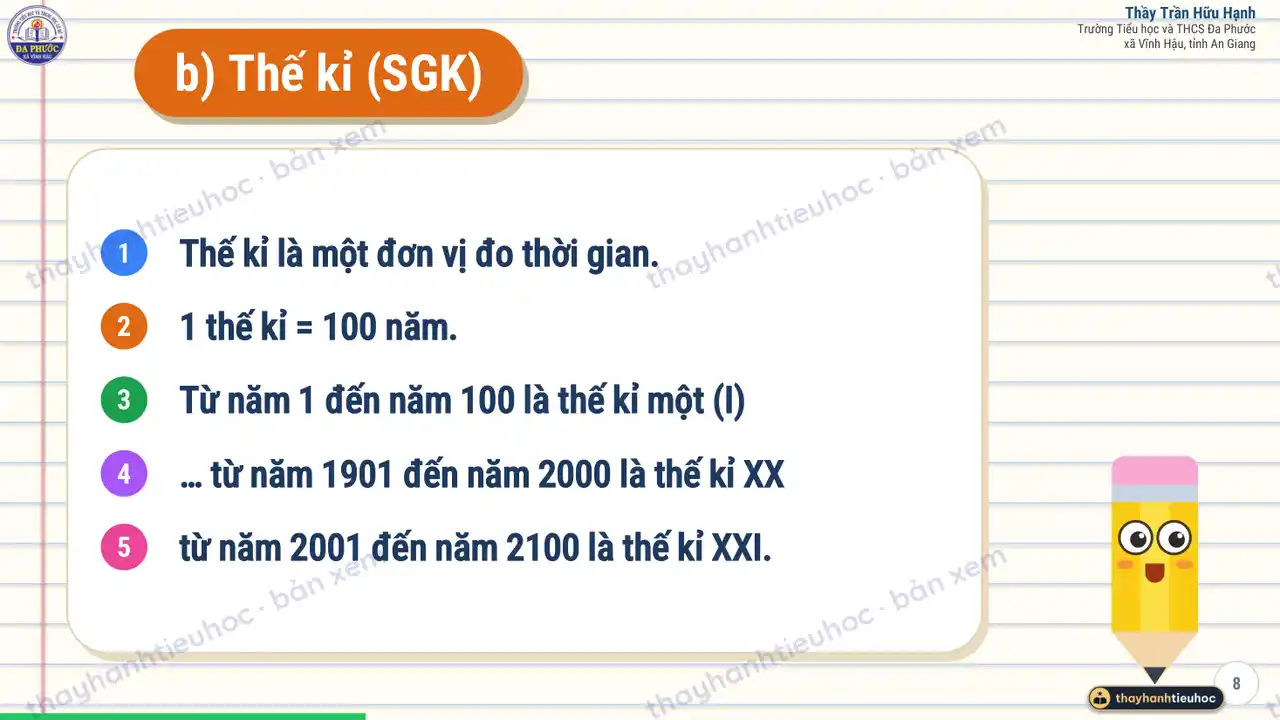 Thầy Trần Hữu Hạnh
Trường Tiểu học và THCS Đa Phước
xã Vĩnh Hậu, tỉnh An Giang
ĐA PHƯỚC
XÃ VĨNH HẬU
b) Thế kỉ (SGK)
1 Thế kỉ là một đơn vị đo thời gian.
2 1 thế kỉ = 100 năm.
3 Từ năm 1 đến năm 100 là thế kỉ một (I)
4 ... từ năm 1901 đến năm 2000 là thế kỉ XX
5 từ năm 2001 đến năm 2100 là thế kỉ XXI.
thayhanhtieuhoc · bản xem
thayhanhtieuhoc · bản xem
thayhanhtieuhoc · bản xem
thayhanhtieuhoc · bản xem
thayhanhtieuhoc
8